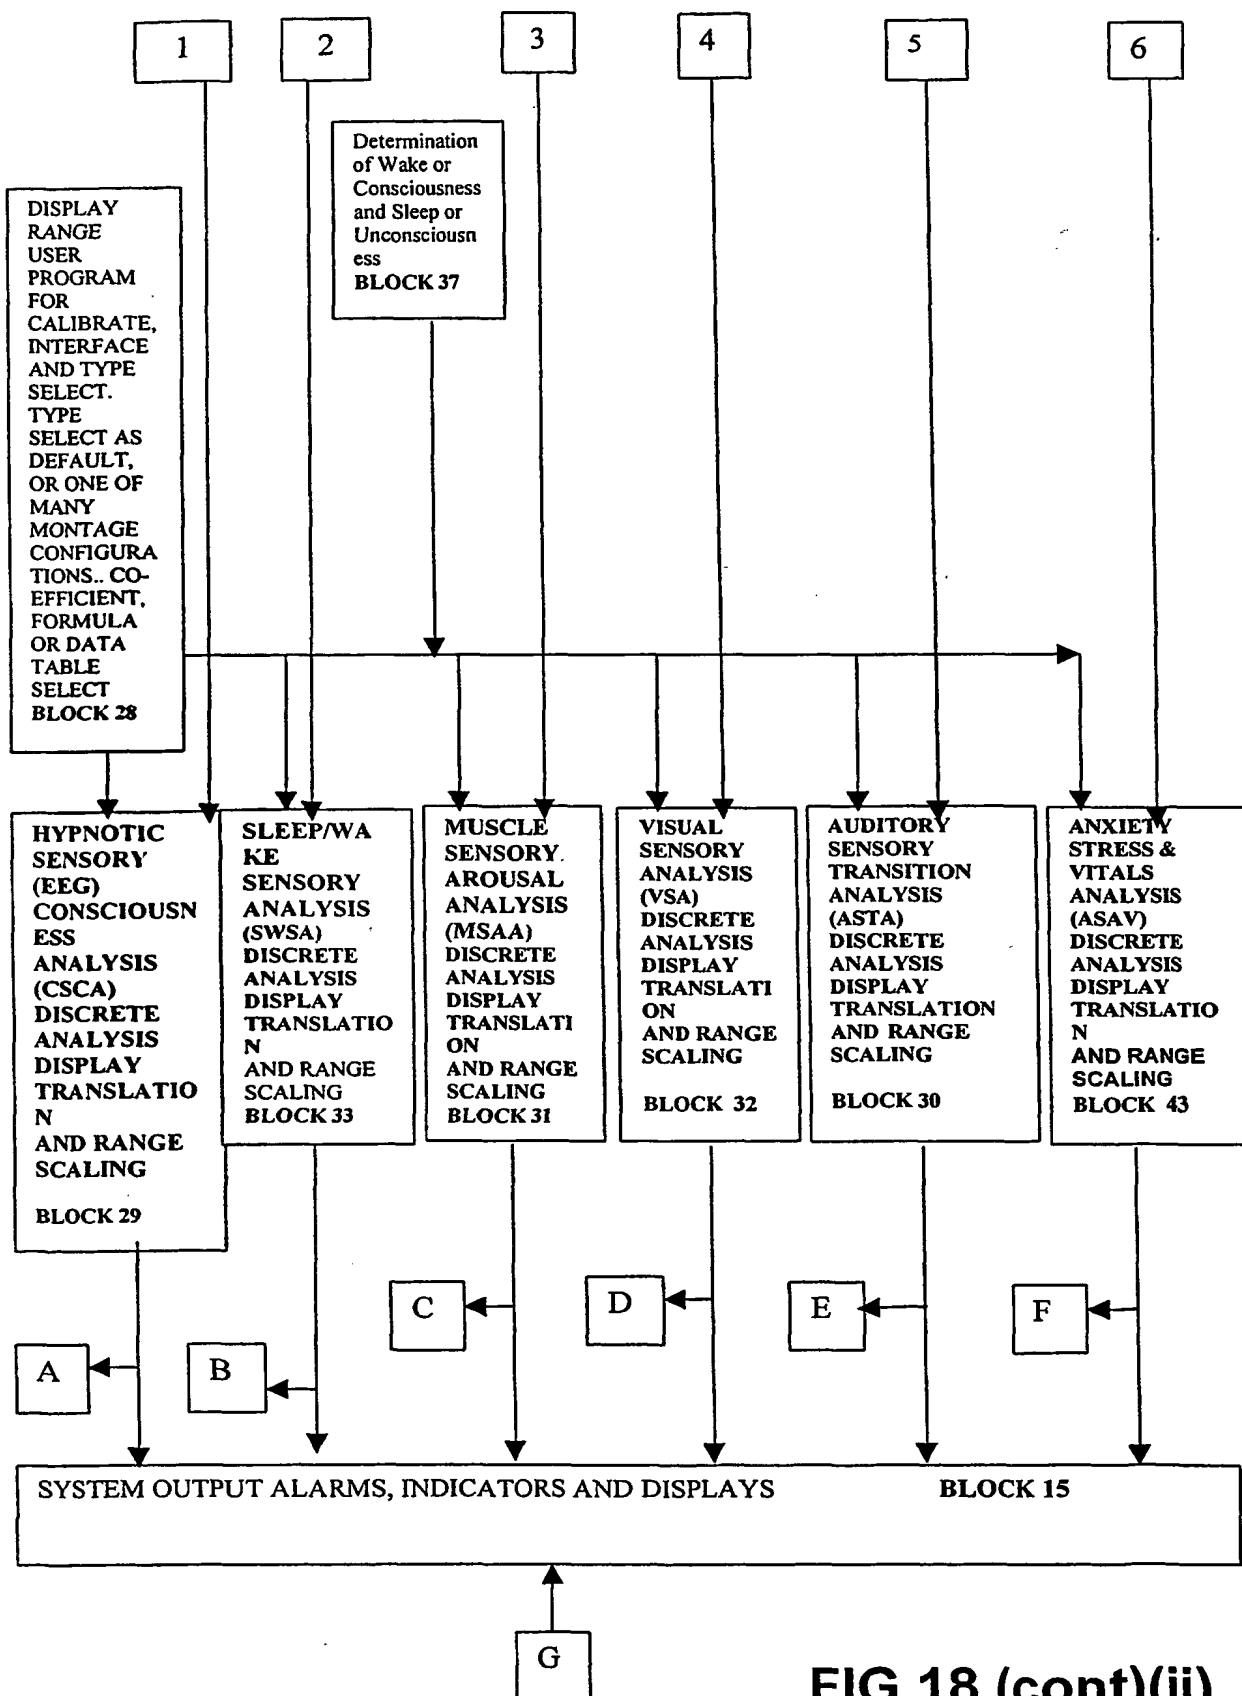 1
2
3
4
5
6
Determination
of Wake or
Consciousness
and Sleep or
Unconsciousn
ess
BLOCK 37
DISPLAY
RANGE
USER
PROGRAM
FOR
CALIBRATE,
INTERFACE
AND TYPE
SELECT.
TYPE
SELECT AS
DEFAULT,
OR ONE OF
MANY
MONTAGE
CONFIGURA
TIONS.. CO-
EFFICIENT,
FORMULA
OR DATA
TABLE
SELECT
BLOCK 28
HYPNOTIC
SENSORY
(EEG)
CONSCIOUSN
ESS
ANALYSIS
(CSCA)
DISCRETE
ANALYSIS
DISPLAY
TRANSLATIO
N
AND RANGE
SCALING
BLOCK 29
SLEEP/WA
KE
SENSORY
ANALYSIS
(SWSA)
DISCRETE
ANALYSIS
DISPLAY
TRANSLATIO
N
AND RANGE
SCALING
BLOCK 33
MUSCLE
SENSORY.
AROUSAL
ANALYSIS
(MSAA)
DISCRETE
ANALYSIS
DISPLAY
TRANSLATI
ON
AND RANGE
SCALING
BLOCK 31
VISUAL
SENSORY
ANALYSIS
(VSA)
DISCRETE
ANALYSIS
DISPLAY
TRANSLATI
ON
AND RANGE
SCALING
BLOCK 32
AUDITORY
SENSORY
TRANSITION
ANALYSIS
(ASTA)
DISCRETE
ANALYSIS
DISPLAY
TRANSLATION
AND RANGE
SCALING
BLOCK 30
ANXIETY
STRESS &
VITALS
ANALYSIS
(ASAV)
DISCRETE
ANALYSIS
DISPLAY
TRANSLATIO
N
AND RANGE
SCALING
BLOCK 43
A
B
C
D
E
F
SYSTEM OUTPUT ALARMS, INDICATORS AND DISPLAYS BLOCK 15
G
FIG 18 (cont)(ii)